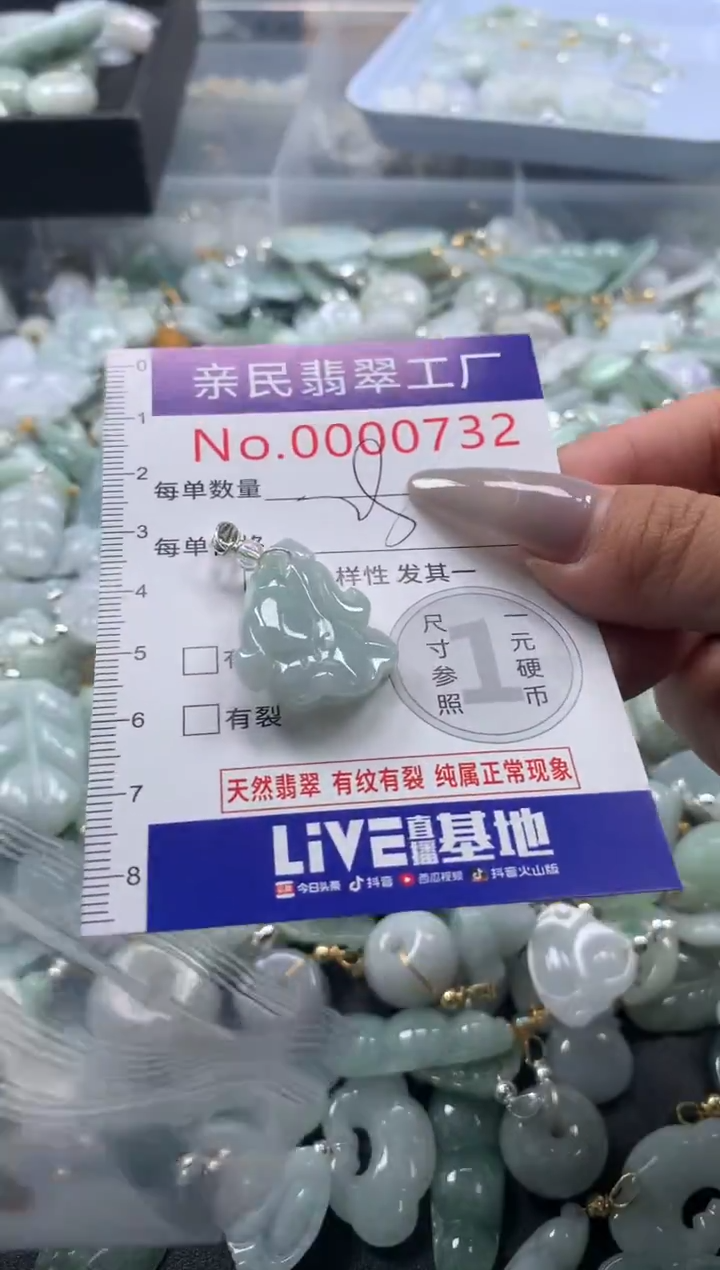 亲民翡翠工厂
No.0000732
每单数量
每单
样性 发其一
有裂
尺寸参照
1
一元硬币
天然翡翠 有纹有裂 纯属正常现象
LiVE直播基地
今日头条 抖音 西瓜视频 抖音火山版
0
1
2
3
4
5
6
7
8